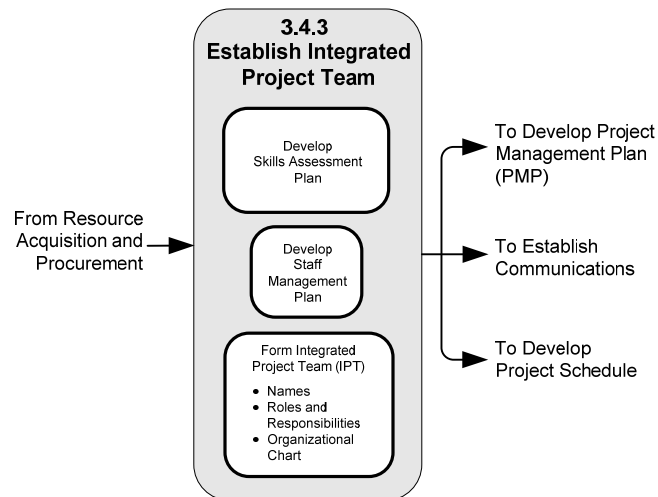 3.4.3
Establish Integrated
Project Team
Develop
Skills Assessment
Plan
Develop
Staff
Management
Plan
Form Integrated
Project Team (IPT)
• Names
• Roles and
Responsibilities
• Organizational
Chart
From Resource
Acquisition and
Procurement
To Develop Project
Management Plan
(PMP)
To Establish
Communications
To Develop
Project Schedule